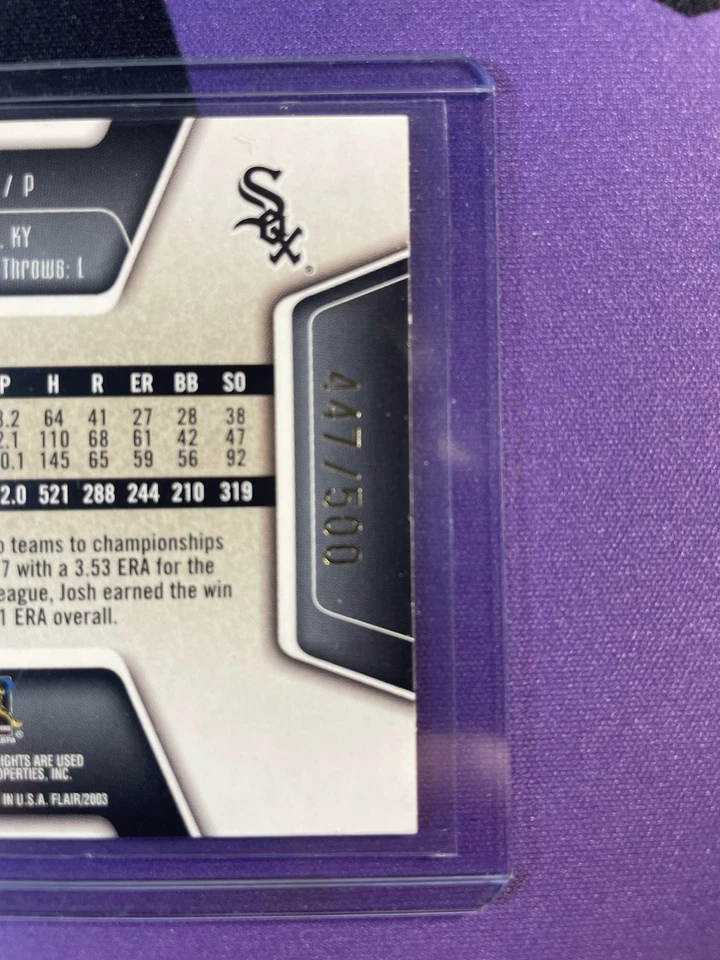 / P
Sox
®
KY
Throws: L
P H R ER BB SO
3.2 64 41 27 28 38
2.1 110 68 61 42 47
0.1 145 65 59 56 92
2.0 521 288 244 210 319
447/500
teams to championships
7 with a 3.53 ERA for the
eague, Josh earned the win
1 ERA overall.
IGHTS ARE USED
OPERTIES, INC.
IN U.S.A. FLAIR/2003